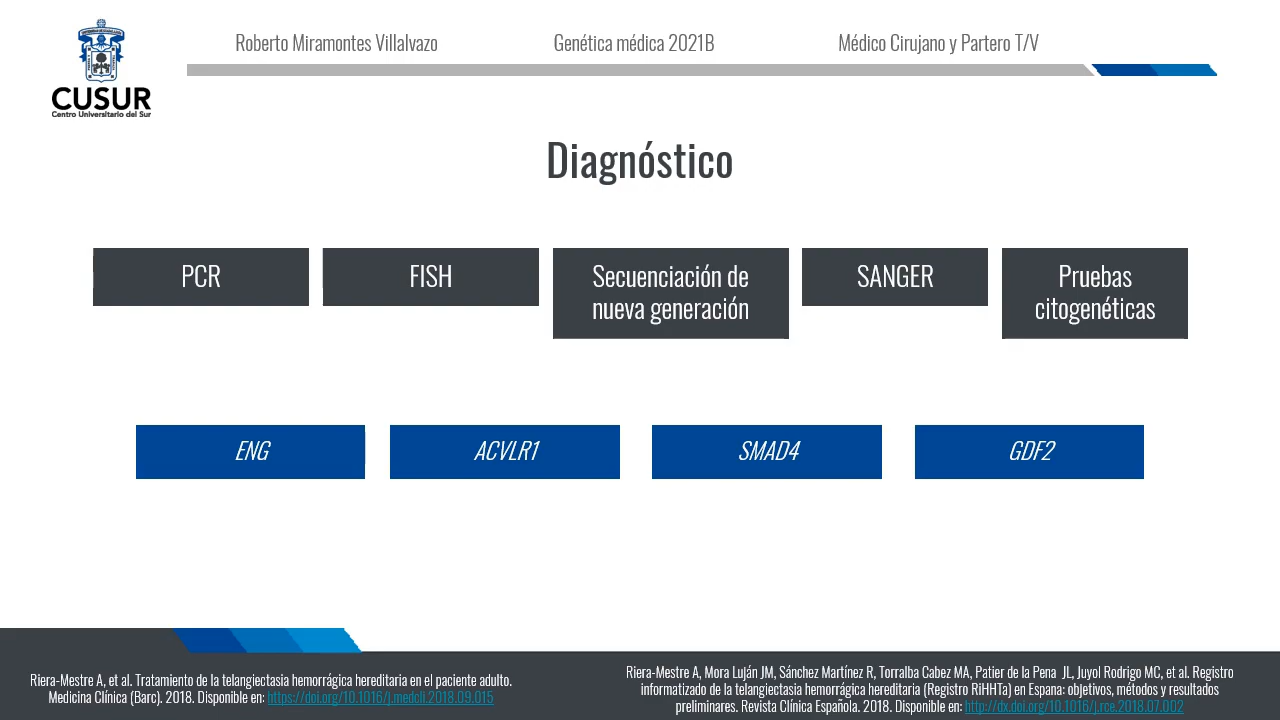 Roberto Miramontes Villalvazo
Genética médica 2021B
Médico Cirujano y Partero T/V
CUSUR
Centro Universitario del Sur
Diagnóstico
PCR
FISH
Secuenciación de
nueva generación
SANGER
Pruebas
citogenéticas
ENG
ACVLR1
SMAD4
GDF2
Riera-Mestre A, et al. Tratamiento de la telangiectasia hemorrágica hereditaria en el paciente adulto.
Medicina Clínica (Barc). 2018. Disponible en: https://doi.org/10.1016/j.medcli.2018.09.015
Riera-Mestre A, Mora Luján JM, Sánchez Martínez R, Torralba Cabez MA, Patier de la Pena JL, Juyol Rodrigo MC, et al. Registro
informatizado de la telangiectasia hemorrágica hereditaria (Registro RiHHTa) en Espana: objetivos, métodos y resultados
preliminares. Revista Clínica Española. 2018. Disponible en: http://dx.doi.org/10.1016/j.rce.2018.07.002